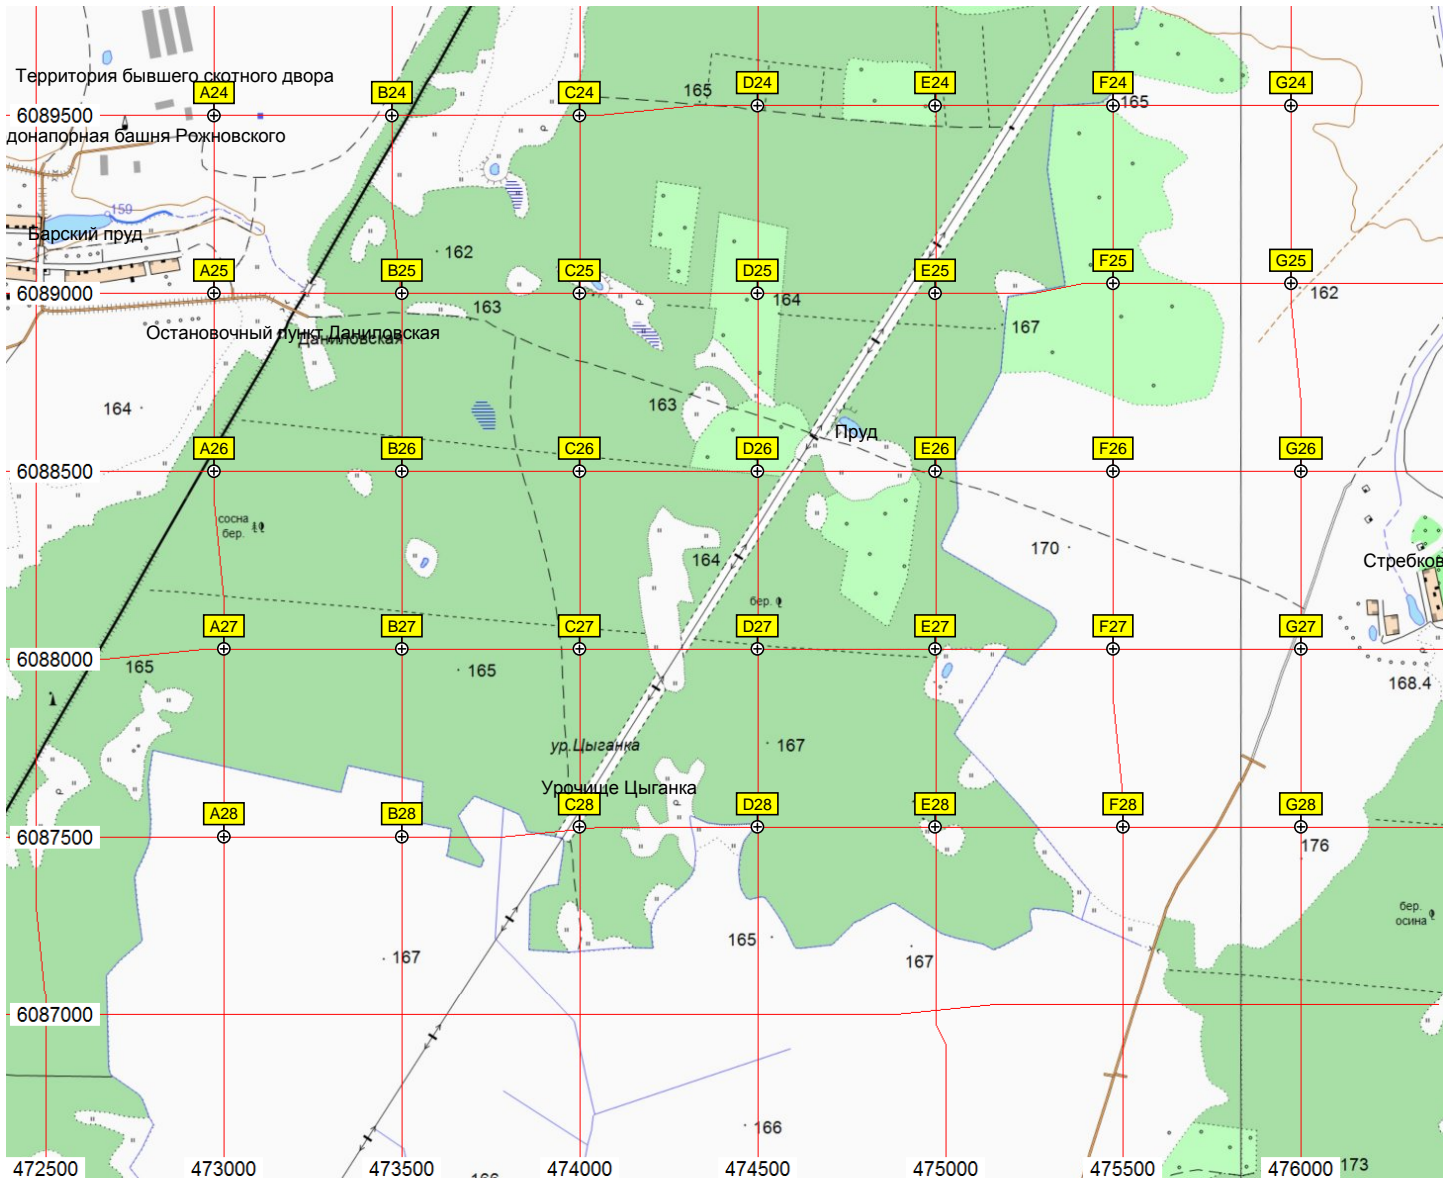 Территория бывшего скотного двора
A24
B24
C24
165
D24
E24
F24
165
G24
6089500
донапорная башня Рожновского
159
Барский пруд
162
A25
B25
C25
D25
E25
F25
G25
6089000
163
164
167
162
Остановочный пункт Даниловская
Даниловская
164
163
Пруд
A26
B26
C26
D26
E26
F26
G26
6088500
сосна
бер.
164
170
Стребков
бер.
A27
B27
C27
D27
E27
F27
G27
6088000
165
165
168.4
ур.Цыганка
167
Урочище Цыганка
A28
B28
C28
D28
E28
F28
G28
6087500
176
бер.
осина
167
165
167
6087000
166
166
173
472500
473000
473500
474000
474500
475000
475500
476000